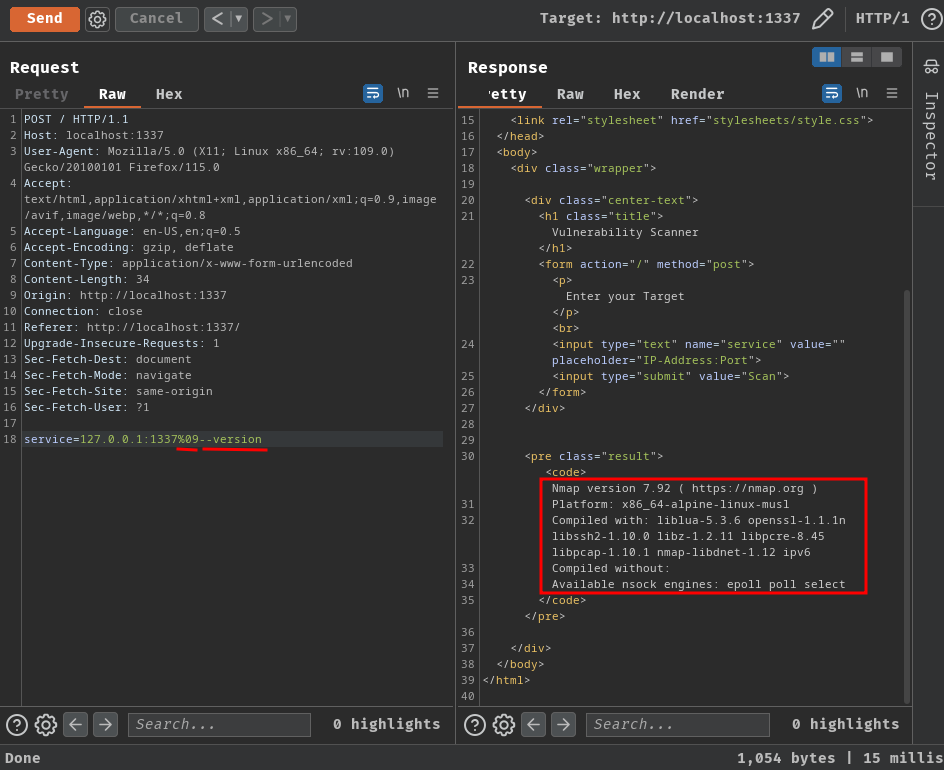 Send Cancel < ▼ > ▼ Target: http://localhost:1337 HTTP/1 ?
Request
Pretty Raw Hex \n ≡
1 POST / HTTP/1.1
2 Host: localhost:1337
3 User-Agent: Mozilla/5.0 (X11; Linux x86_64; rv:109.0)
Gecko/20100101 Firefox/115.0
4 Accept:
text/html,application/xhtml+xml,application/xml;q=0.9,image
/avif,image/webp,*/*;q=0.8
5 Accept-Language: en-US,en;q=0.5
6 Accept-Encoding: gzip, deflate
7 Content-Type: application/x-www-form-urlencoded
8 Content-Length: 34
9 Origin: http://localhost:1337
10 Connection: close
11 Referer: http://localhost:1337/
12 Upgrade-Insecure-Requests: 1
13 Sec-Fetch-Dest: document
14 Sec-Fetch-Mode: navigate
15 Sec-Fetch-Site: same-origin
16 Sec-Fetch-User: ?1
17
18 service=127.0.0.1:1337%09--version
? ← → Search... 0 highlights
Response
etty Raw Hex Render \n ≡
15 <link rel="stylesheet" href="stylesheets/style.css">
16 </head>
17 <body>
18 <div class="wrapper">
19
20 <div class="center-text">
21 <h1 class="title">
Vulnerability Scanner
</h1>
22 <form action="/" method="post">
23 <p>
Enter your Target
</p>
<br>
24 <input type="text" name="service" value=""
placeholder="IP-Address:Port">
25 <input type="submit" value="Scan">
26 </form>
27 </div>
28
29
30 <pre class="result">
<code>
Nmap version 7.92 ( https://nmap.org )
31 Platform: x86_64-alpine-linux-musl
32 Compiled with: liblua-5.3.6 openssl-1.1.1n
libssh2-1.10.0 libz-1.2.11 libpcre-8.45
libpcap-1.10.1 nmap-libdnet-1.12 ipv6
33 Compiled without:
34 Available nsock engines: epoll poll select
35 </code>
</pre>
36
37 </div>
38 </body>
39 </html>
40
? ← → Search... 0 highlights
Inspector
Done 1,054 bytes | 15 millis